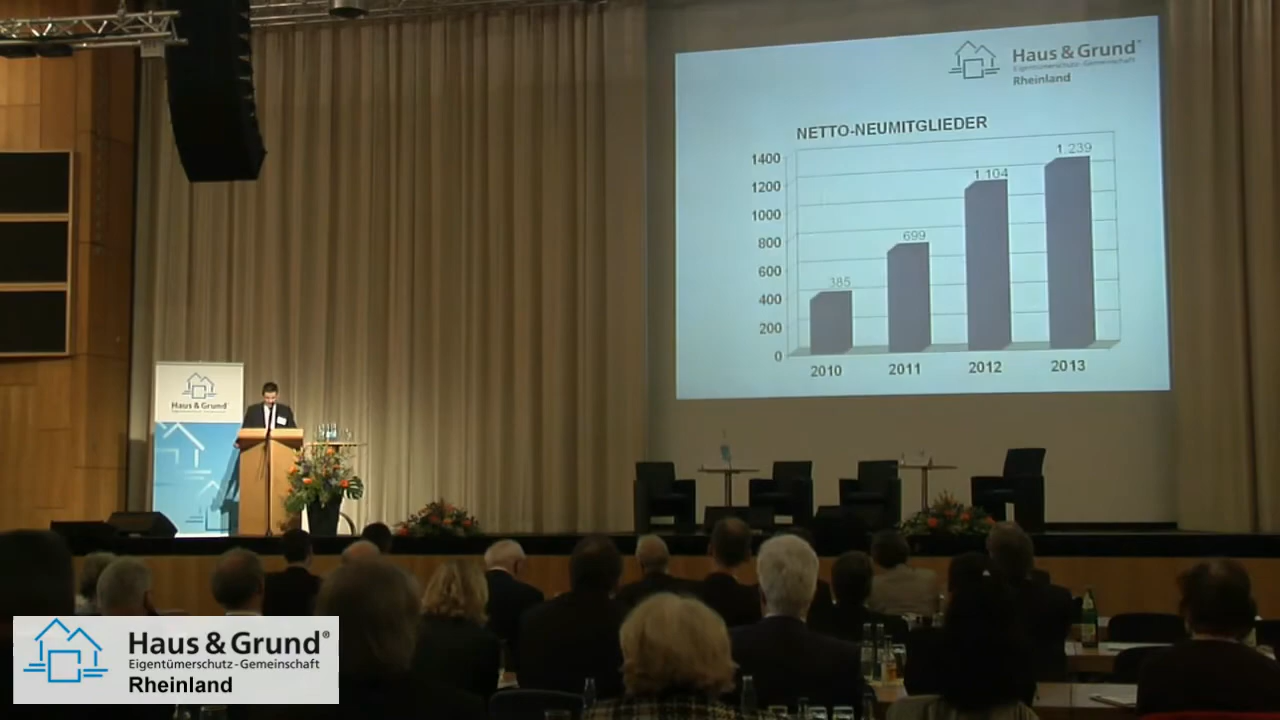 Haus & Grund
Eigentümerschutz-Gemeinschaft
Rheinland
NETTO-NEUMITGLIEDER
1400
1200
1000
800
600
400
200
0
385
699
1.104
1.239
2010
2011
2012
2013
Haus & Grund
Haus & Grund®
Eigentümerschutz-Gemeinschaft
Rheinland